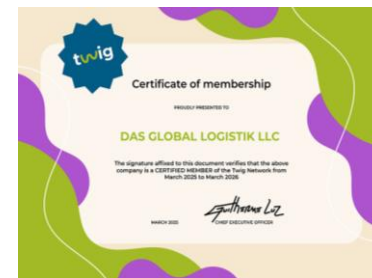 twig
Certificate of membership
PROUDLY PRESENTED TO
DAS GLOBAL LOGISTIK LLC
The signature affixed to this document verifies that the above
company is a CERTIFIED MEMBER of the Twig Network from
March 2025 to March 2026
Guilherme Luz
MARCH 2025
CHIEF EXECUTIVE OFFICER